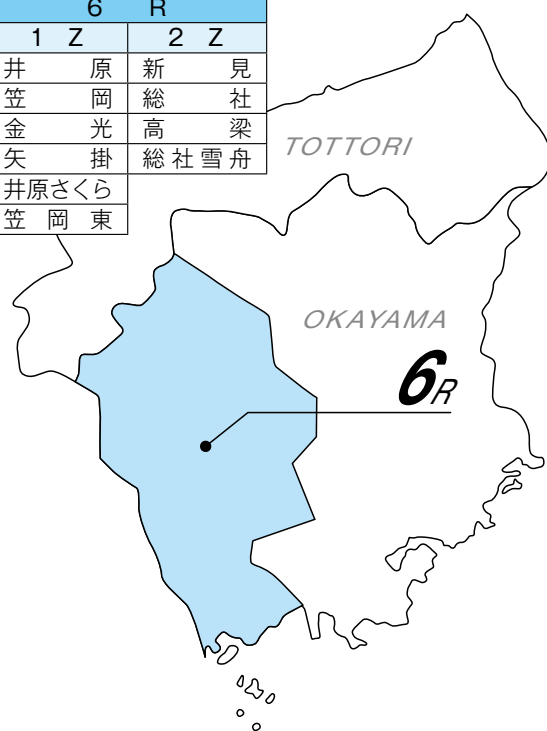 6 R
1 Z 2 Z
井原 新見
笠岡 総社
金光 高梁
矢掛 総社雪舟
井原さくら
笠岡東
TOTTORI
OKAYAMA
6R